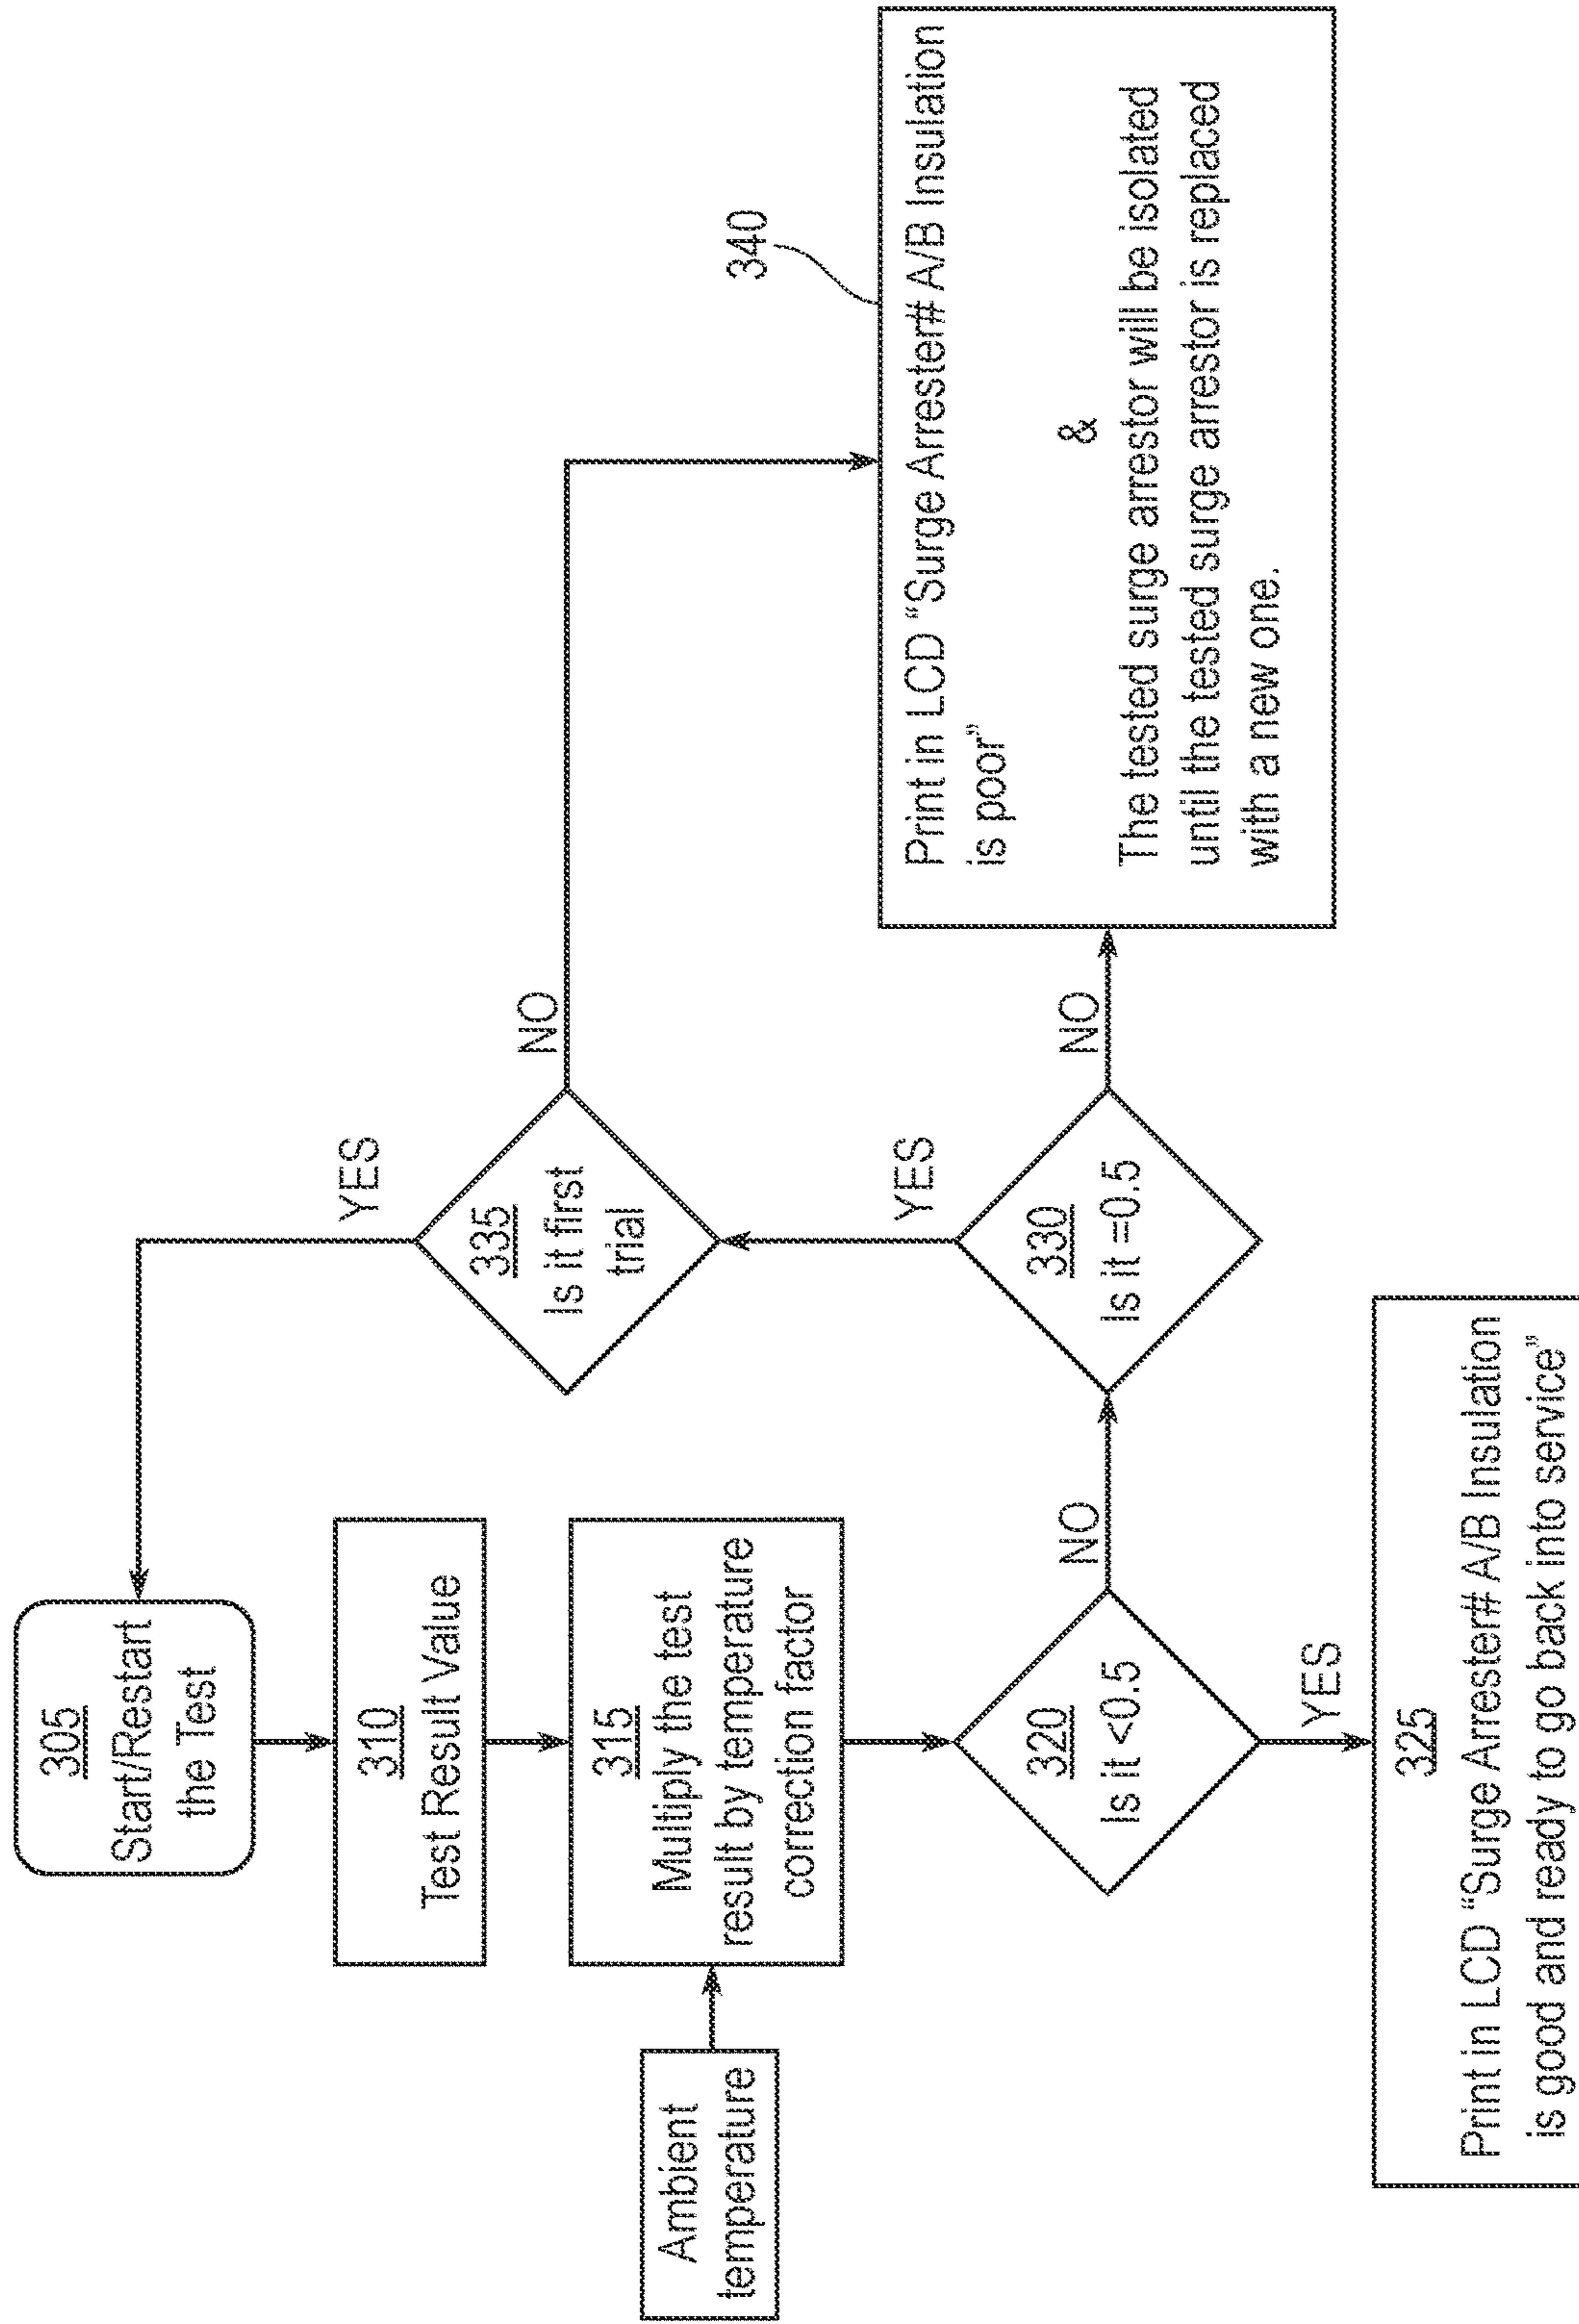 305
Start/Restart
the Test
310
Test Result Value
Ambient
temperature
315
Multiply the test
result by temperature
correction factor
320
Is it <0.5
YES
NO
325
Print in LCD “Surge Arrester# A/B Insulation
is good and ready to go back into service”
330
Is it =0.5
YES
NO
335
Is it first
trial
YES
NO
340
Print in LCD “Surge Arrester# A/B Insulation
is poor”
&
The tested surge arrestor will be isolated
until the tested surge arrestor is replaced
with a new one.